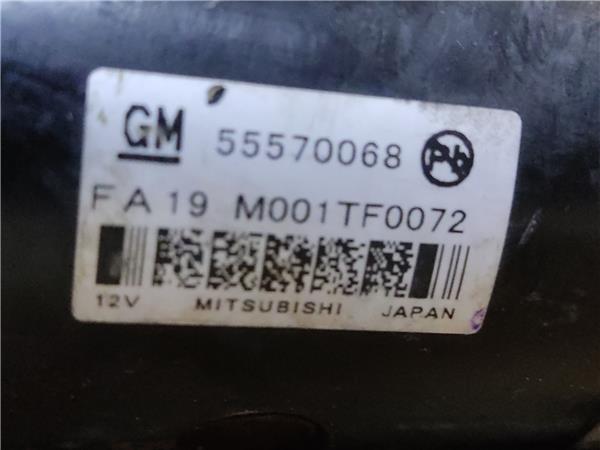 GM 55570068 Pb
FA19 M001TF0072
12V MITSUBISHI JAPAN